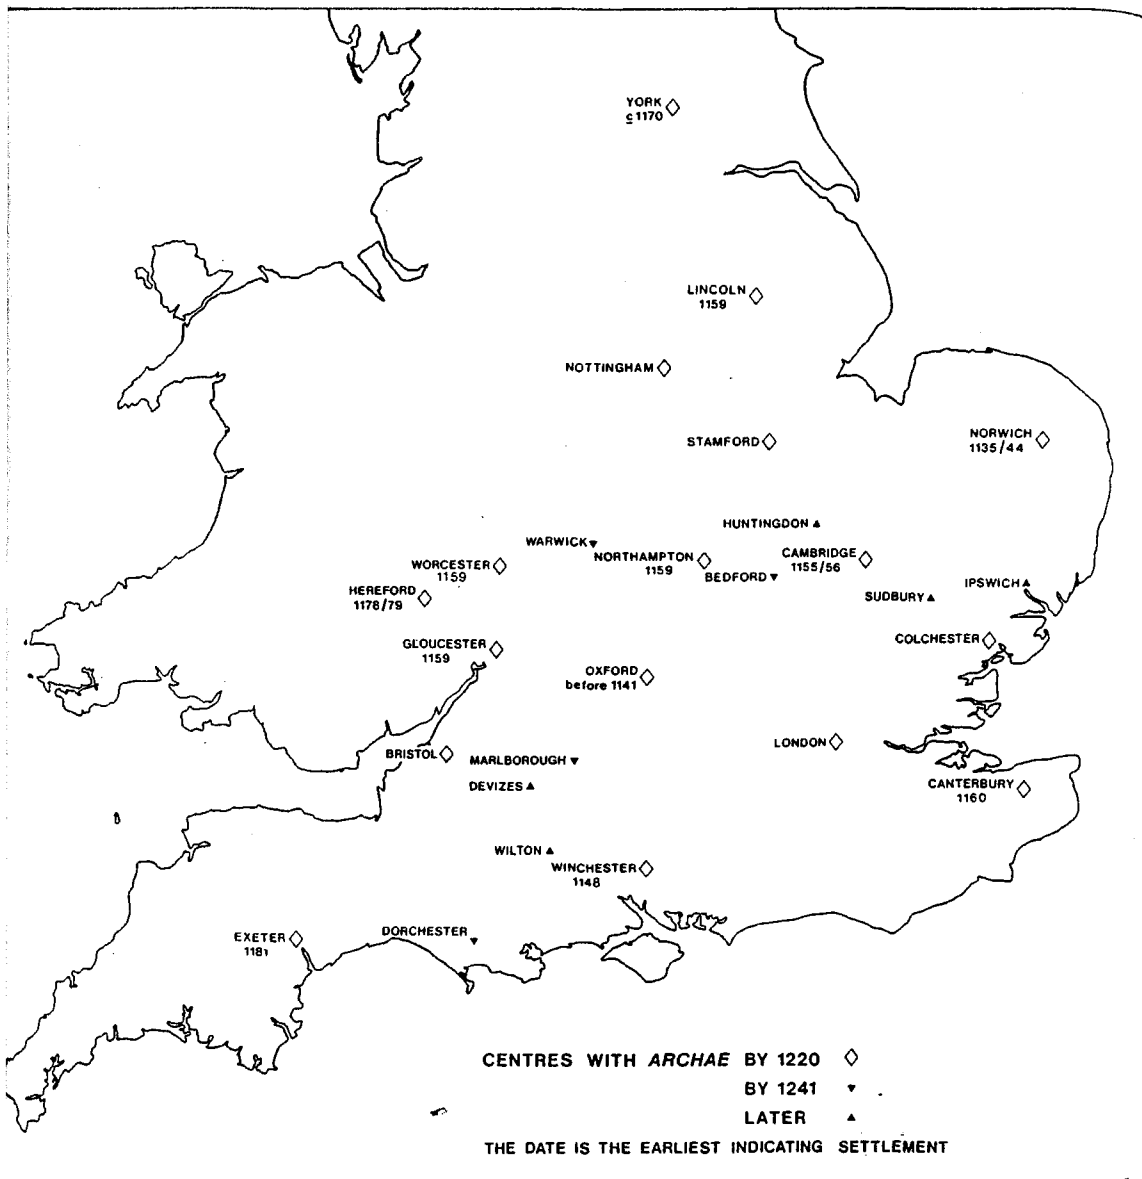 YORK
c 1170
LINCOLN
1159
NOTTINGHAM
STAMFORD
NORWICH
1135/44
HUNTINGDON
WARWICK
NORTHAMPTON
1159
CAMBRIDGE
1155/56
WORCESTER
1159
BEDFORD
IPSWICH
HEREFORD
1178/79
SUDBURY
COLCHESTER
GLOUCESTER
1159
OXFORD
before 1141
LONDON
BRISTOL
MARLBOROUGH
DEVIZES
CANTERBURY
1160
WILTON
WINCHESTER
1148
DORCHESTER
EXETER
1181
CENTRES WITH ARCHAE BY 1220
BY 1241
LATER
THE DATE IS THE EARLIEST INDICATING SETTLEMENT